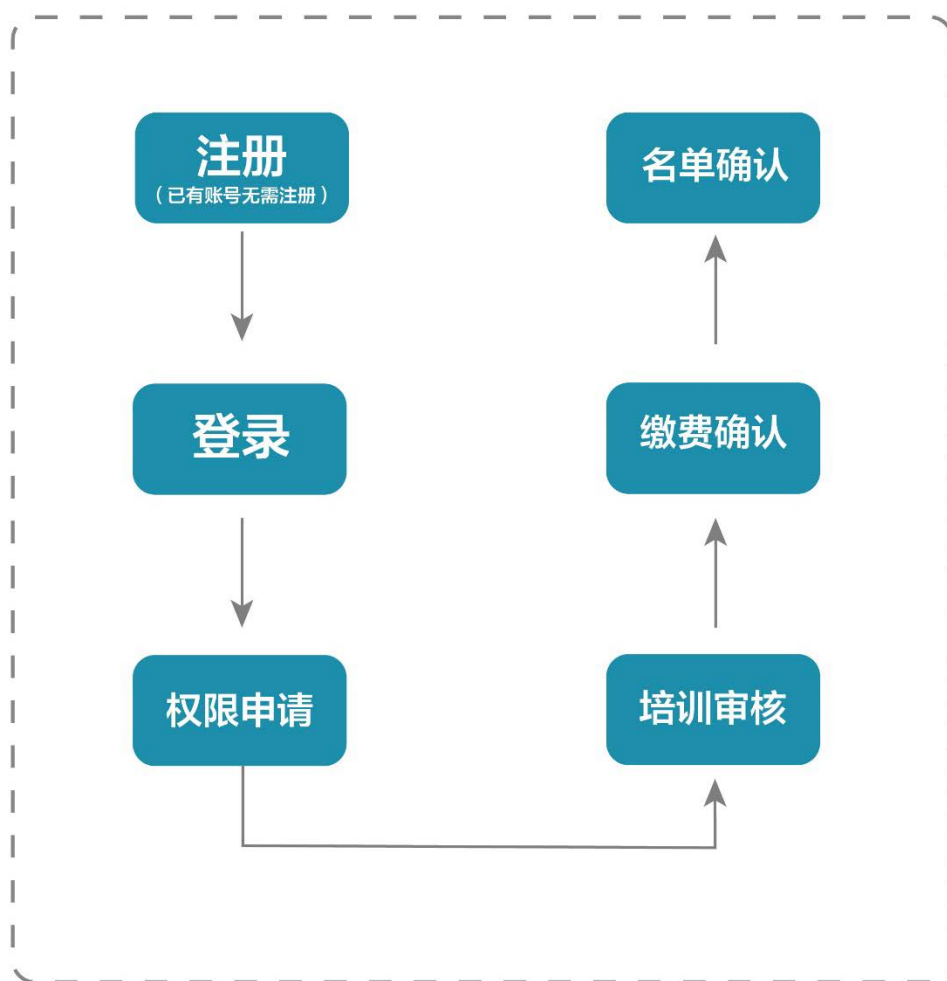 注册
（已有账号无需注册）
登录
权限申请
培训审核
缴费确认
名单确认